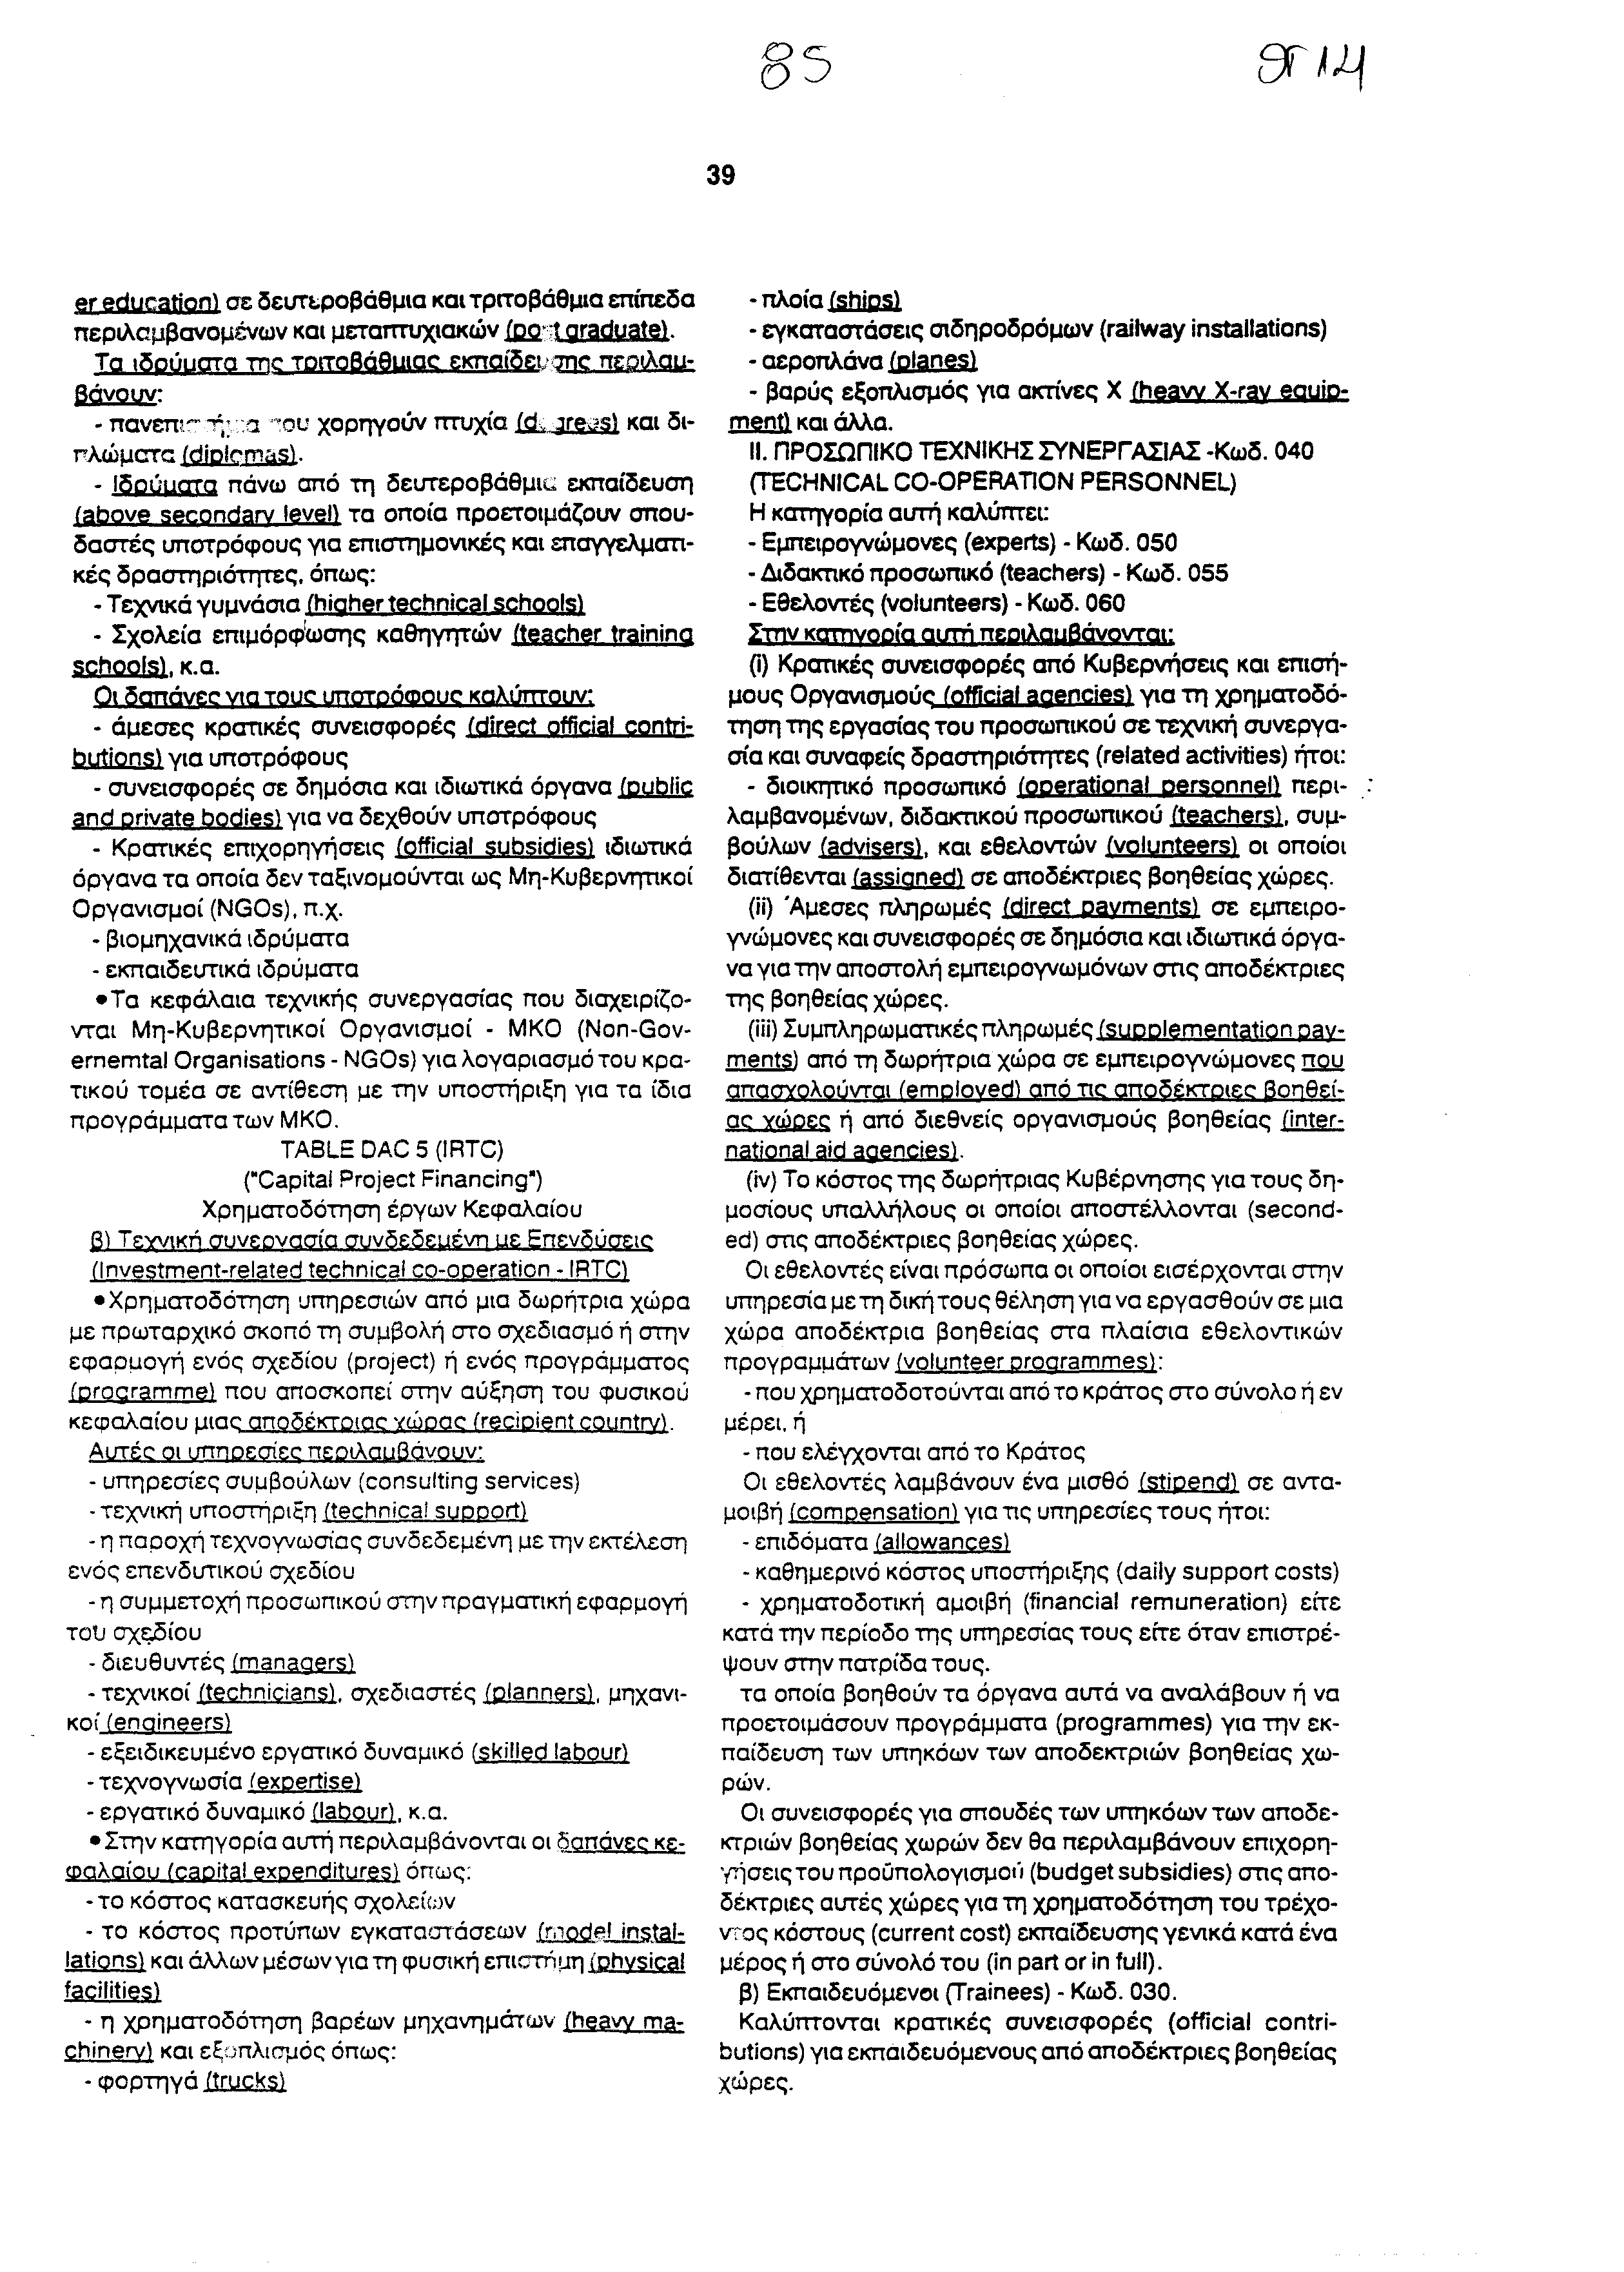 85
39
er education) σε δευτεροβάθμια και τριτοβάθμια επίπεδα
περιλαμβανομένων και μεταπτυχιακών (post graduate).
Τα ιδρύματα της τριτοβάθμιας εκπαίδευσης περιλαμ-
βάνουν:
- πανεπιστήμια που χορηγούν πτυχία (degrees) και δι-
πλώματα (diplomas).
- Ιδρύματα πάνω από τη δευτεροβάθμια εκπαίδευση
(above secondary level) τα οποία προετοιμάζουν σπου-
δαστές υποτρόφους για επιστημονικές και επαγγελματι-
κές δραστηριότητες, όπως:
- Τεχνικά γυμνάσια (higher technical schools)
- Σχολεία επιμόρφωσης καθηγητών (teacher training
schools), κ.α.
Οι δαπάνες για τους υποτρόφους καλύπτουν:
- άμεσες κρατικές συνεισφορές (direct official contri-
butions) για υποτρόφους
- συνεισφορές σε δημόσια και ιδιωτικά όργανα (public
and private bodies) για να δεχθούν υποτρόφους
- Κρατικές επιχορηγήσεις (official subsidies) ιδιωτικά
όργανα τα οποία δεν ταξινομούνται ως Μη-Κυβερνητικοί
Οργανισμοί (NGOs), π.χ.
- βιομηχανικά ιδρύματα
- εκπαιδευτικά ιδρύματα
•Τα κεφάλαια τεχνικής συνεργασίας που διαχειρίζο-
νται Μη-Κυβερνητικοί Οργανισμοί - ΜΚΟ (Non-Gov-
ernemtal Organisations - NGOs) για λογαριασμό του κρα-
τικού τομέα σε αντίθεση με την υποστήριξη για τα ίδια
προγράμματα των ΜΚΟ.
TABLE DAC 5 (IRTC)
("Capital Project Financing")
Χρηματοδότηση έργων Κεφαλαίου
β) Τεχνική συνεργασία συνδεδεμένη με Επενδύσεις
(Investment-related technical co-operation - IRTC)
•Χρηματοδότηση υπηρεσιών από μια δωρήτρια χώρα
με πρωταρχικό σκοπό τη συμβολή στο σχεδιασμό ή στην
εφαρμογή ενός σχεδίου (project) ή ενός προγράμματος
(programme) που αποσκοπεί στην αύξηση του φυσικού
κεφαλαίου μιας αποδέκτριας χώρας (recipient country).
Αυτές οι υπηρεσίες περιλαμβάνουν:
- υπηρεσίες συμβούλων (consulting services)
- τεχνική υποστήριξη (technical support)
- η παροχή τεχνογνωσίας συνδεδεμένη με την εκτέλεση
ενός επενδυτικού σχεδίου
- η συμμετοχή προσωπικού στην πραγματική εφαρμογή
του σχεδίου
- διευθυντές (managers)
- τεχνικοί (technicians), σχεδιαστές (planners), μηχανι-
κοί (engineers)
- εξειδικευμένο εργατικό δυναμικό (skilled labour)
- τεχνογνωσία (expertise)
- εργατικό δυναμικό (labour), κ.α.
•Στην κατηγορία αυτή περιλαμβάνονται οι δαπάνες κε-
φαλαίου (capital expenditures) όπως:
- το κόστος κατασκευής σχολείων
- το κόστος προτύπων εγκαταστάσεων (model instal-
lations) και άλλων μέσων για τη φυσική επιστήμη (physical
facilities)
- η χρηματοδότηση βαρέων μηχανημάτων (heavy ma-
chinery) και εξοπλισμός όπως:
- φορτηγά (trucks)
- πλοία (ships)
- εγκαταστάσεις σιδηροδρόμων (railway installations)
- αεροπλάνα (planes)
- βαρύς εξοπλισμός για ακτίνες Χ (heavy X-ray equip-
ment) και άλλα.
II. ΠΡΟΣΩΠΙΚΟ ΤΕΧΝΙΚΗΣ ΣΥΝΕΡΓΑΣΙΑΣ -Κωδ. 040
(TECHNICAL CO-OPERATION PERSONNEL)
Η κατηγορία αυτή καλύπτει:
- Εμπειρογνώμονες (experts) - Κωδ. 050
- Διδακτικό προσωπικό (teachers) - Κωδ. 055
- Εθελοντές (volunteers) - Κωδ. 060
Στην κατηγορία αυτή περιλαμβάνονται:
(i) Κρατικές συνεισφορές από Κυβερνήσεις και επισή-
μους Οργανισμούς (official agencies) για τη χρηματοδό-
τηση της εργασίας του προσωπικού σε τεχνική συνεργα-
σία και συναφείς δραστηριότητες (related activities) ήτοι:
- διοικητικό προσωπικό (operational personnel) περι-
λαμβανομένων, διδακτικού προσωπικού (teachers), συμ-
βούλων (advisers), και εθελοντών (volunteers) οι οποίοι
διατίθενται (assigned) σε αποδέκτριες βοηθείας χώρες.
(ii) Άμεσες πληρωμές (direct payments) σε εμπειρο-
γνώμονες και συνεισφορές σε δημόσια και ιδιωτικά όργα-
να για την αποστολή εμπειρογνωμόνων στις αποδέκτριες
της βοηθείας χώρες.
(iii) Συμπληρωματικές πληρωμές (supplementation pay-
ments) από τη δωρήτρια χώρα σε εμπειρογνώμονες που
απασχολούνται (employed) από τις αποδέκτριες βοηθεί-
ας χώρες ή από διεθνείς οργανισμούς βοηθείας (inter-
national aid agencies).
(iv) Το κόστος της δωρήτριας Κυβέρνησης για τους δη-
μοσίους υπαλλήλους οι οποίοι αποστέλλονται (second-
ed) στις αποδέκτριες βοηθείας χώρες.
Οι εθελοντές είναι πρόσωπα οι οποίοι εισέρχονται στην
υπηρεσία με τη δική τους θέληση για να εργασθούν σε μια
χώρα αποδέκτρια βοηθείας στα πλαίσια εθελοντικών
προγραμμάτων (volunteer programmes):
- που χρηματοδοτούνται από το κράτος στο σύνολο ή εν
μέρει, ή
- που ελέγχονται από το Κράτος
Οι εθελοντές λαμβάνουν ένα μισθό (stipend) σε αντα-
μοιβή (compensation) για τις υπηρεσίες τους ήτοι:
- επιδόματα (allowances)
- καθημερινό κόστος υποστήριξης (daily support costs)
- χρηματοδοτική αμοιβή (financial remuneration) είτε
κατά την περίοδο της υπηρεσίας τους είτε όταν επιστρέ-
ψουν στην πατρίδα τους.
τα οποία βοηθούν τα όργανα αυτά να αναλάβουν ή να
προετοιμάσουν προγράμματα (programmes) για την εκ-
παίδευση των υπηκόων των αποδεκτριών βοηθείας χω-
ρών.
Οι συνεισφορές για σπουδές των υπηκόων των αποδε-
κτριών βοηθείας χωρών δεν θα περιλαμβάνουν επιχορη-
γήσεις του προϋπολογισμού (budget subsidies) στις απο-
δέκτριες αυτές χώρες για τη χρηματοδότηση του τρέχο-
ντος κόστους (current cost) εκπαίδευσης γενικά κατά ένα
μέρος ή στο σύνολό του (in part or in full).
β) Εκπαιδευόμενοι (Trainees) - Κωδ. 030.
Καλύπτονται κρατικές συνεισφορές (official contri-
butions) για εκπαιδευόμενους από αποδέκτριες βοηθείας
χώρες.